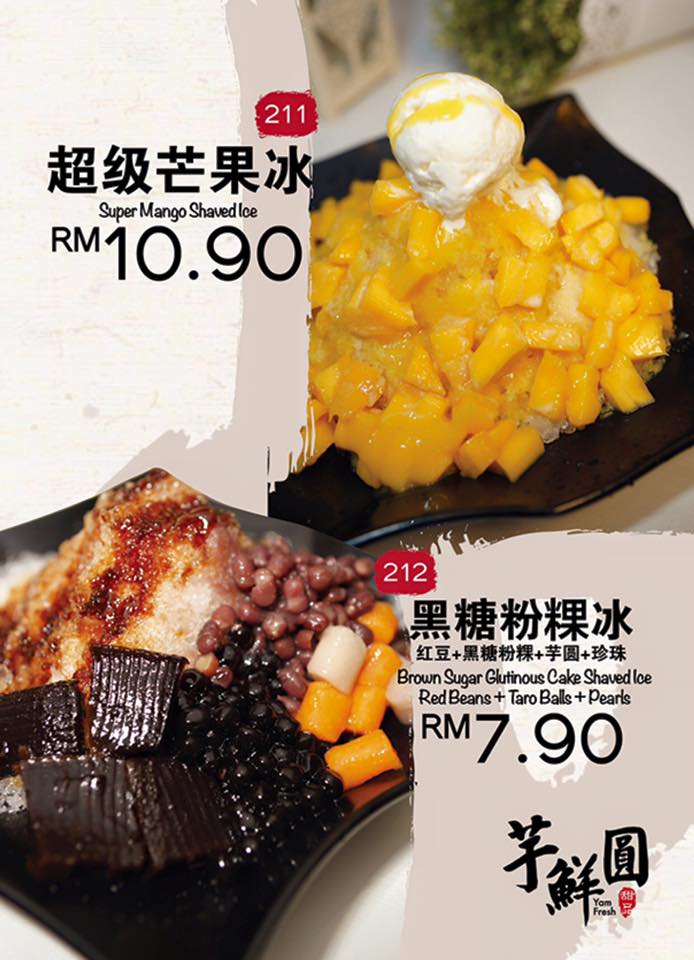 211
超级芒果冰
Super Mango Shaved Ice
RM10.90
212
黑糖粉粿冰
红豆+黑糖粉粿+芋圆+珍珠
Brown Sugar Glutinous Cake Shaved Ice
Red Beans + Taro Balls + Pearls
RM7.90
芋鮮圓
Yam
Fresh
甜品